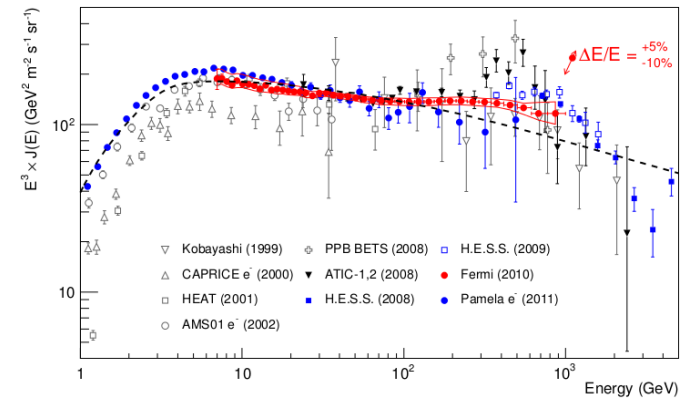 E³ × J(E) (GeV² m⁻² s⁻¹ sr⁻¹)
10²
10
ΔE/E = +5% -10%
Kobayashi (1999)
CAPRICE e⁻ (2000)
HEAT (2001)
AMS01 e⁻ (2002)
PPB BETS (2008)
ATIC-1,2 (2008)
H.E.S.S. (2008)
H.E.S.S. (2009)
Fermi (2010)
Pamela e⁻ (2011)
1 10 10² 10³
Energy (GeV)